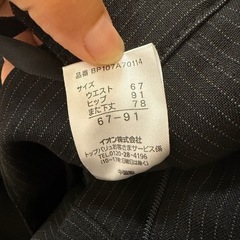 品番 BP107A70114
サイズ
ウエスト 67
ヒップ 91
また下丈 78
67-91
イオン株式会社
トップバリュお客さまサービス係
TEL 0120-28-4196